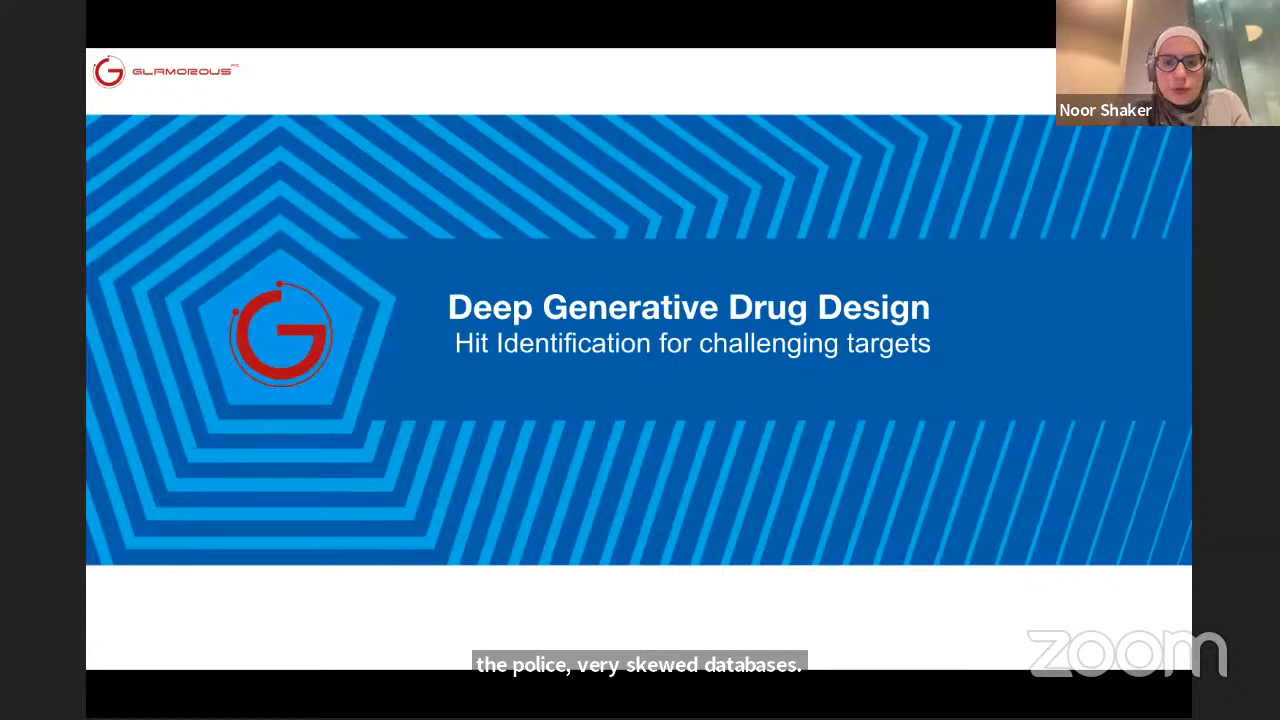 GLAMOROUS
Noor Shaker
Deep Generative Drug Design
Hit Identification for challenging targets
the police, very skewed databases.
zoom